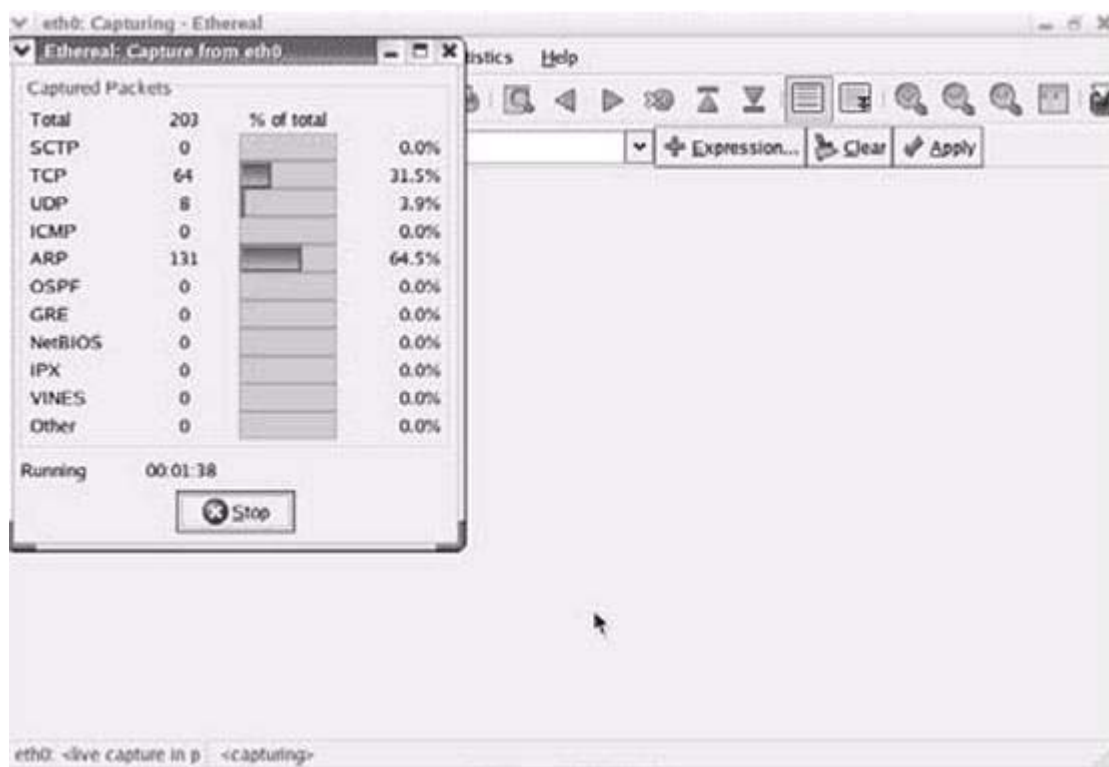 eth0: Capturing - Ethereal
Ethereal: Capture from eth0
istics Help
Captured Packets
Total 203 % of total
SCTP 0 0.0%
TCP 64 31.5%
UDP 8 3.9%
ICMP 0 0.0%
ARP 131 64.5%
OSPF 0 0.0%
GRE 0 0.0%
NetBIOS 0 0.0%
IPX 0 0.0%
VINES 0 0.0%
Other 0 0.0%
Expression... Clear Apply
Running 00:01:38
Stop
eth0: <live capture in p <capturing>